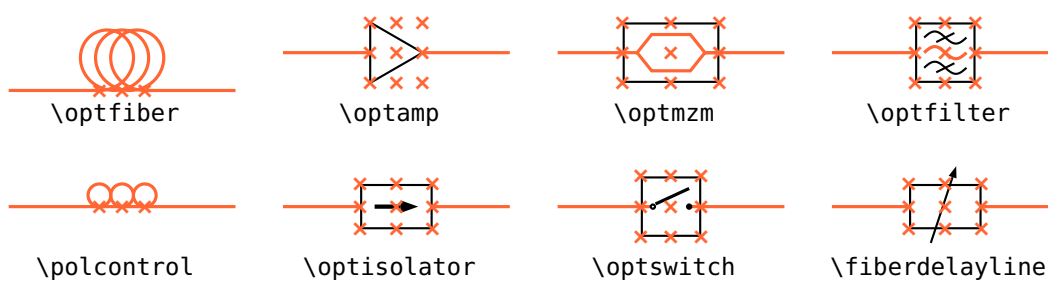 \optfiber \optamp \optmzm \optfilter
\polcontrol \optisolator \optswitch \fiberdelayline